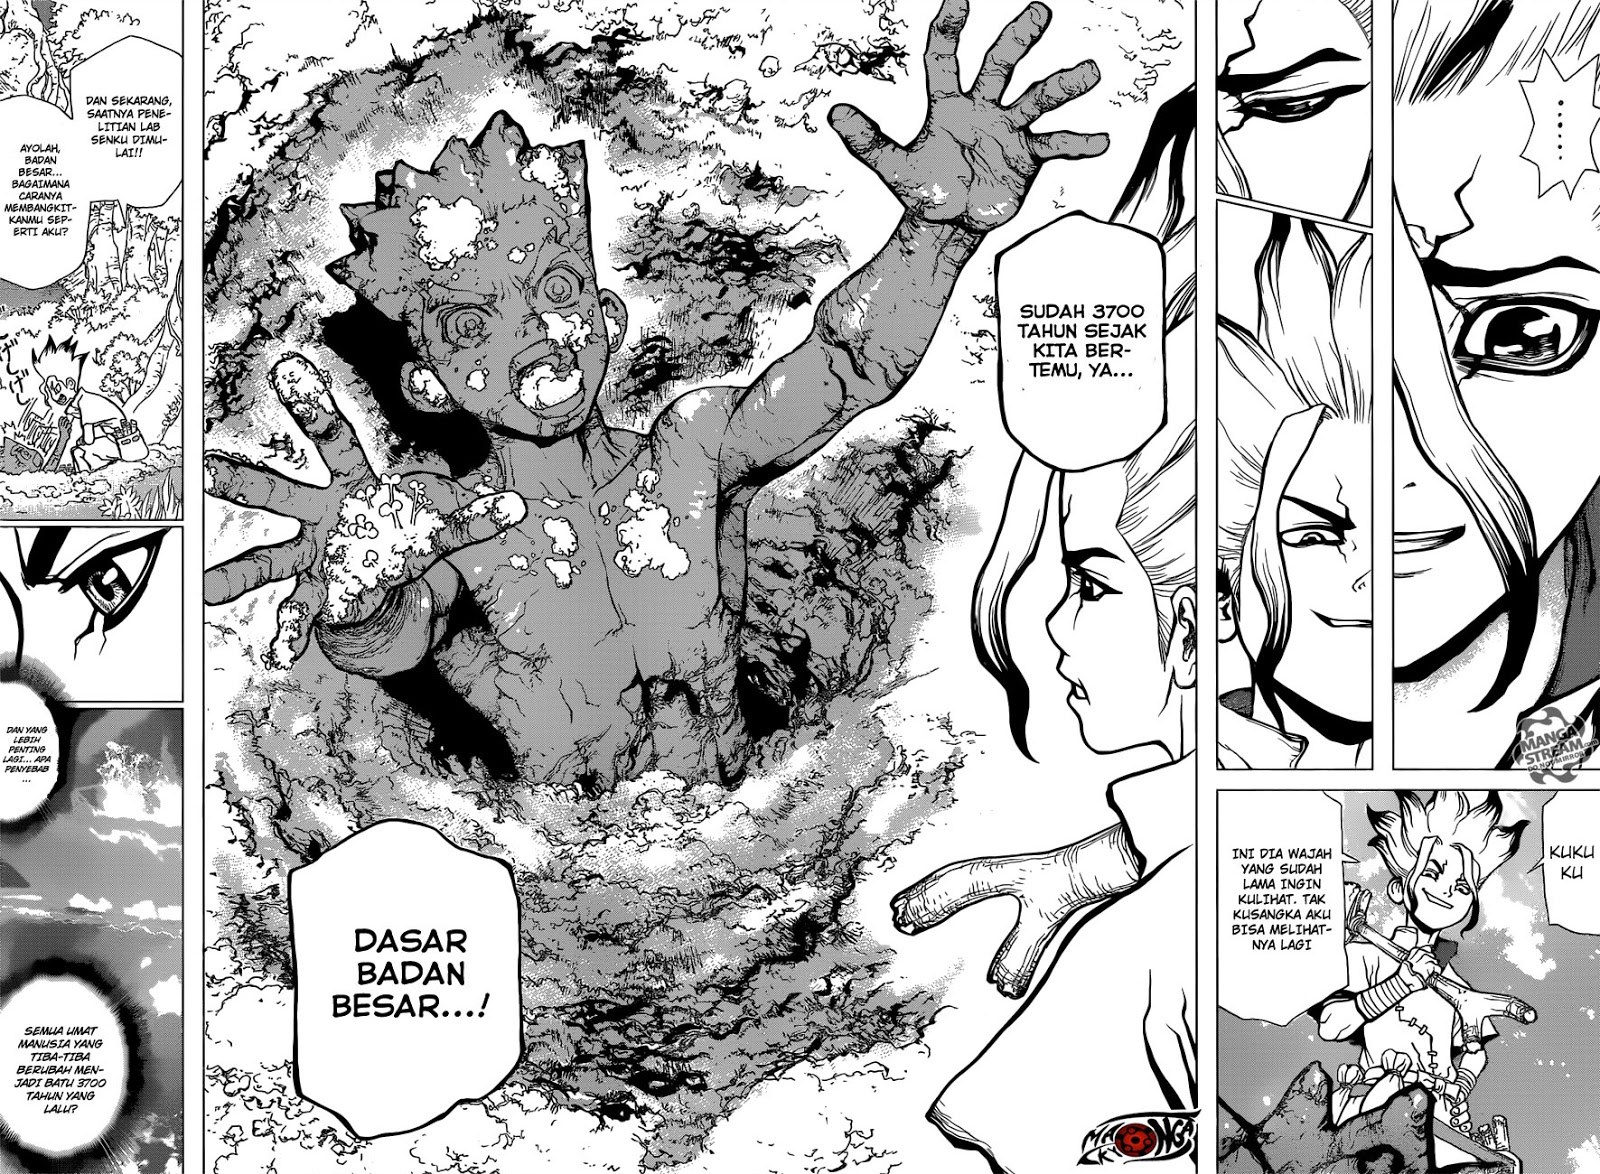 .....
KUKU
KU
INI DIA WAJAH
YANG SUDAH
LAMA INGIN
KULIHAT. TAK
KUSANGKA AKU
BISA MELIHAT-
NYA LAGI
MANGA
STREAM
DO NOT MIRROR
SUDAH 3700
TAHUN SEJAK
KITA BER-
TEMU, YA...
DASAR
BADAN
BESAR...!
DAN SEKARANG,
SAATNYA PENE-
LITIAN LAB
SENKU DIMU-
LAI!!
AYOLAH,
BADAN
BESAR...
BAGAIMANA
CARANYA
MEMBANGKIT-
KANMU SEP-
ERTI AKU?
DAN YANG
LEBIH
PENTING
LAGI... APA
PENYEBAB
...
SEMUA UMAT
MANUSIA YANG
TIBA-TIBA
BERUBAH MEN-
JADI BATU 3700
TAHUN YANG
LALU?